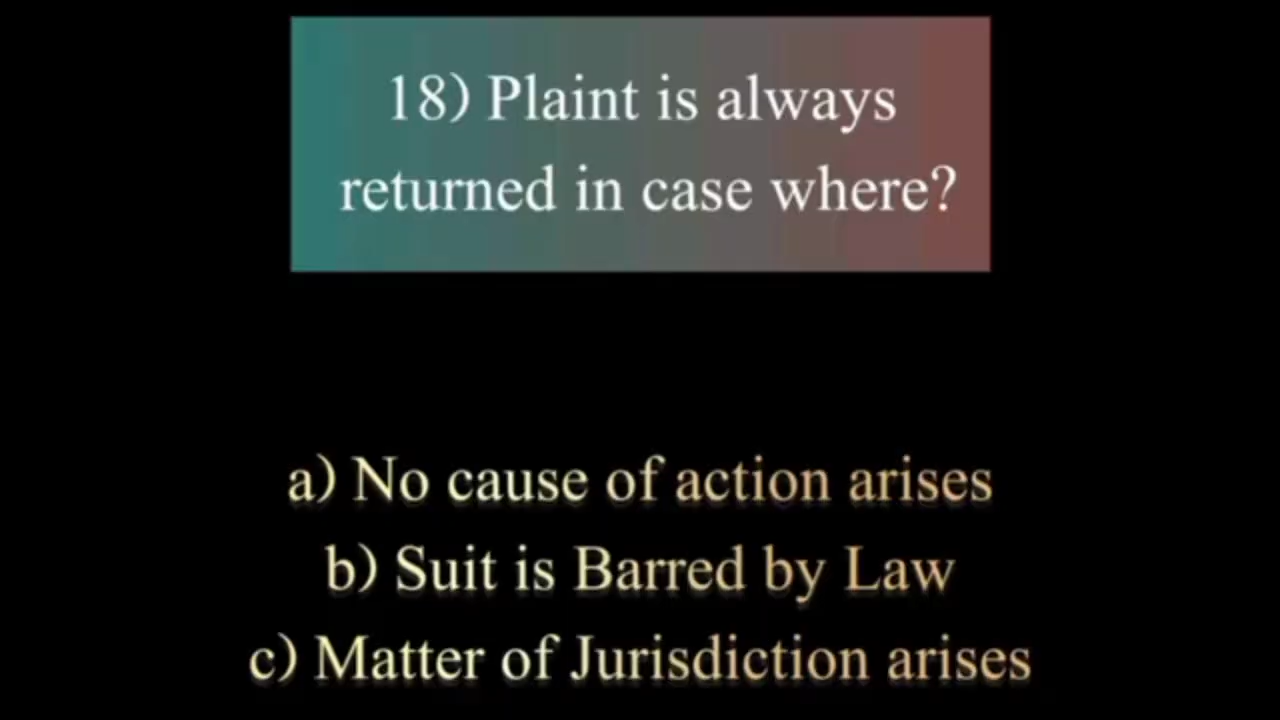 18) Plaint is always
returned in case where?
a) No cause of action arises
b) Suit is Barred by Law
c) Matter of Jurisdiction arises